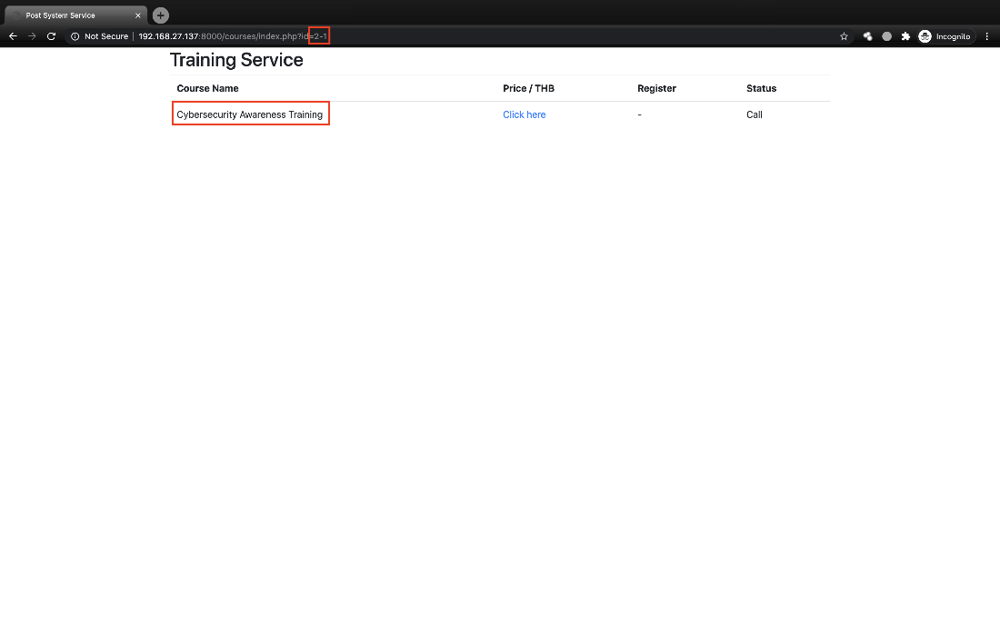 Post System Service
Not Secure 192.168.27.137:8000/courses/index.php?id=2-1 Incognito
Training Service
Course Name Price / THB Register Status
Cybersecurity Awareness Training Click here - Call